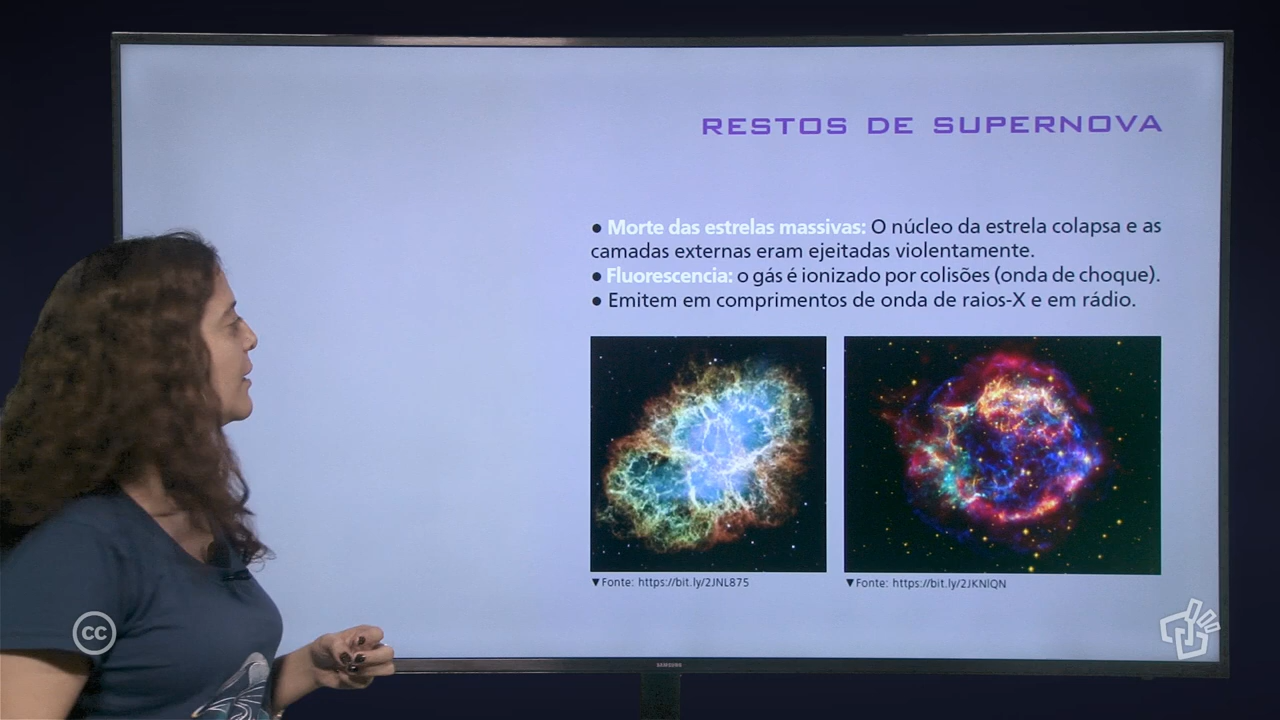 RESTOS DE SUPERNOVA
● Morte das estrelas massivas: O núcleo da estrela colapsa e as
camadas externas eram ejeitadas violentamente.
● Fluorescencia: o gás é ionizado por colisões (onda de choque).
● Emitem em comprimentos de onda de raios-X e em rádio.
▼Fonte: https://bit.ly/2JNL875
▼Fonte: https://bit.ly/2JKNlQN
cc
SAMSUNG